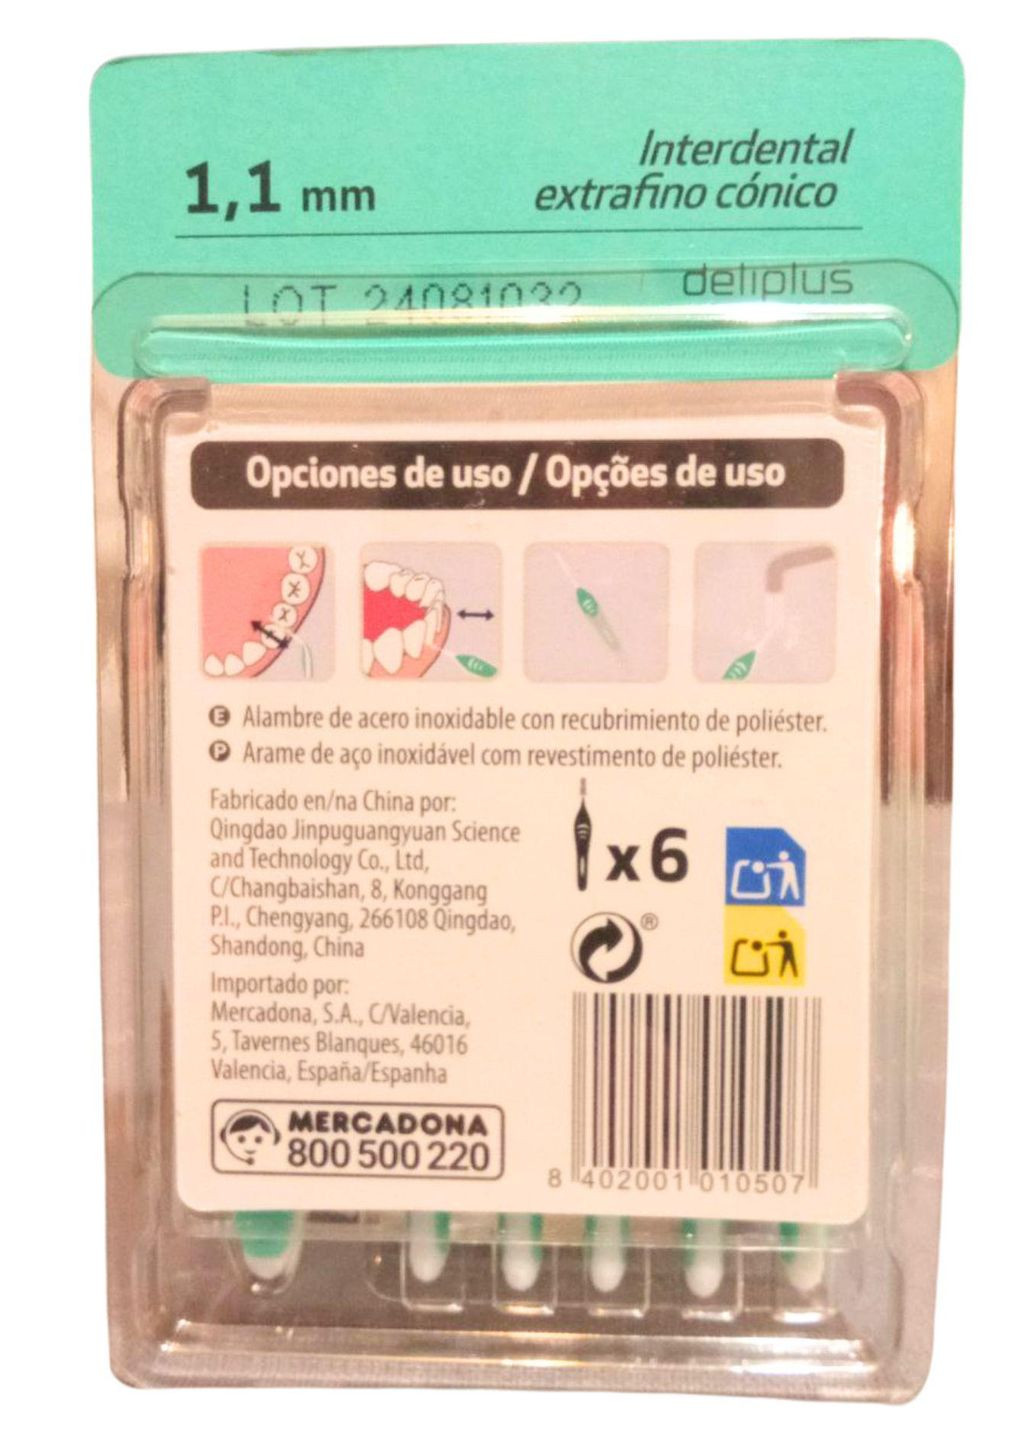 1,1 mm
Interdental
extrafino cónico
deliplus
LOT 24081032
Opciones de uso / Opções de uso
E Alambre de acero inoxidable con recubrimiento de poliéster.
P Arame de aço inoxidável com revestimento de poliéster.
Fabricado en/na China por:
Qingdao Jinpuguangyuan Science
and Technology Co., Ltd,
C/Changbaishan, 8, Konggang
P.I., Chengyang, 266108 Qingdao,
Shandong, China
Importado por:
Mercadona, S.A., C/Valencia,
5, Tavernes Blanques, 46016
Valencia, España/Espanha
MERCADONA
800 500 220
x 6
®
8 402001 010507